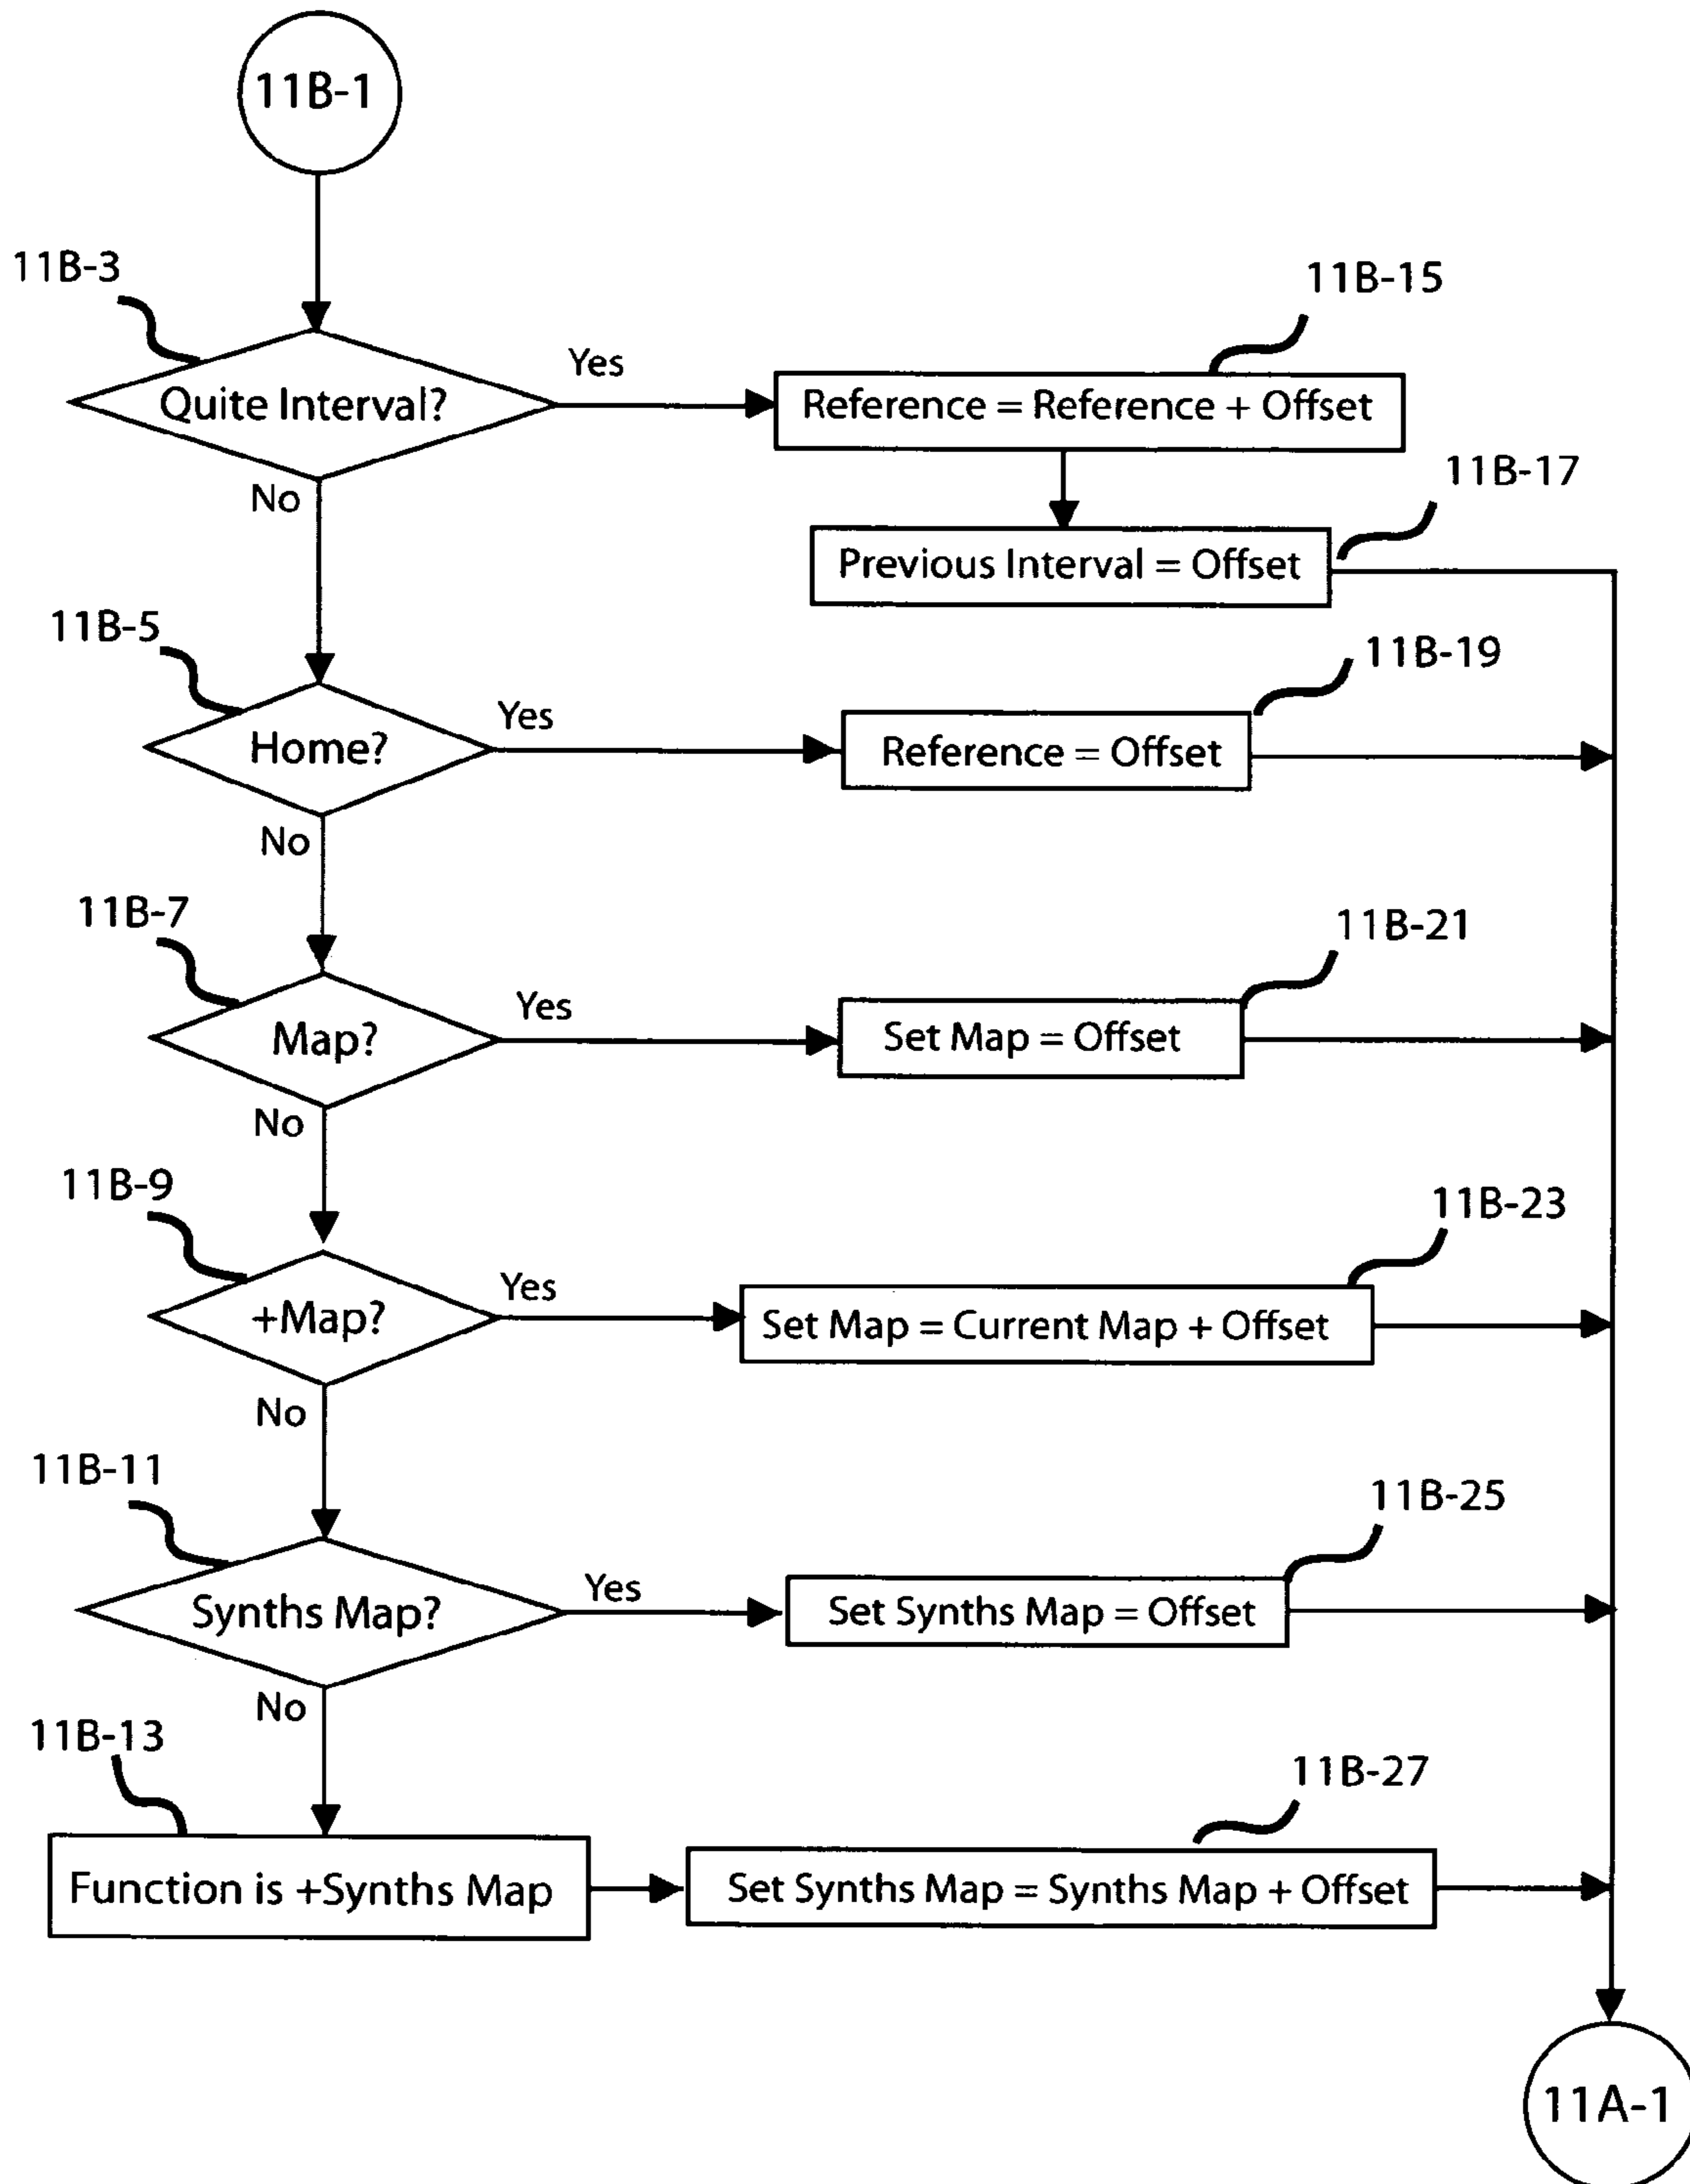 11B-1
11B-3
Quite Interval?
Yes
No
11B-15
Reference = Reference + Offset
11B-17
Previous Interval = Offset
11B-5
Home?
Yes
No
11B-19
Reference = Offset
11B-7
Map?
Yes
No
11B-21
Set Map = Offset
11B-9
+Map?
Yes
No
11B-23
Set Map = Current Map + Offset
11B-11
Synths Map?
Yes
No
11B-25
Set Synths Map = Offset
11B-13
Function is +Synths Map
11B-27
Set Synths Map = Synths Map + Offset
11A-1